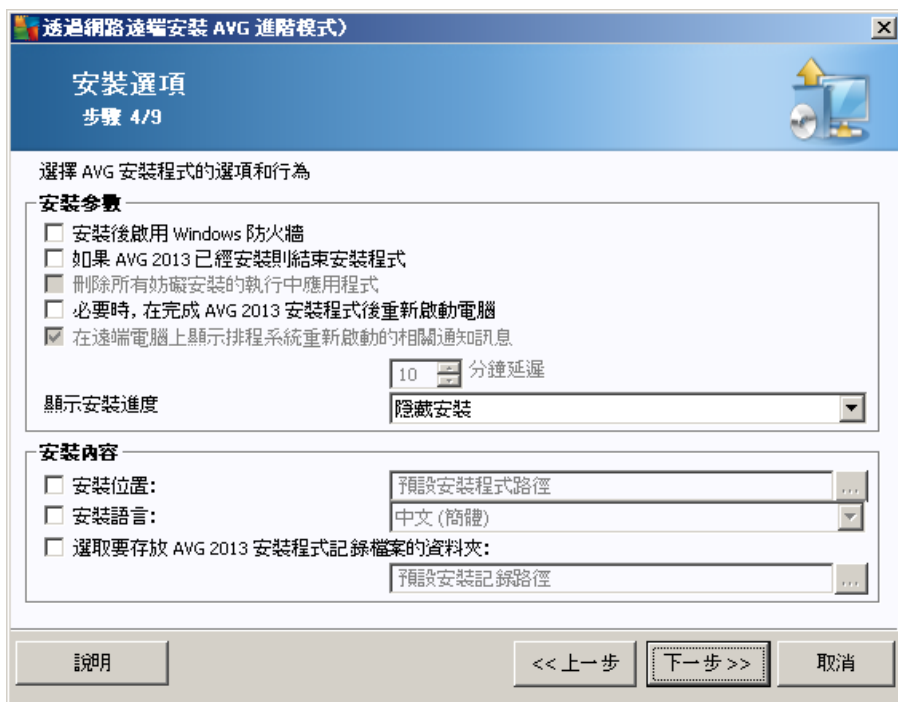 透過網路遠端安裝 AVG 進階模式)
安裝選項
步驟 4/9
選擇 AVG 安裝程式的選項和行為
安裝參數
安裝後啟用 Windows 防火牆
如果 AVG 2013 已經安裝則結束安裝程式
刪除所有妨礙安裝的執行中應用程式
必要時, 在完成 AVG 2013 安裝程式後重新啟動電腦
在遠端電腦上顯示排程系統重新啟動的相關通知訊息
10 分鐘延遲
顯示安裝進度 隱藏安裝
安裝內容
安裝位置: 預設安裝程式路徑 ...
安裝語言: 中文 (簡體)
選取要存放 AVG 2013 安裝程式記錄檔案的資料夾:
預設安裝記錄路徑 ...
說明 << 上一步 下一步 >> 取消